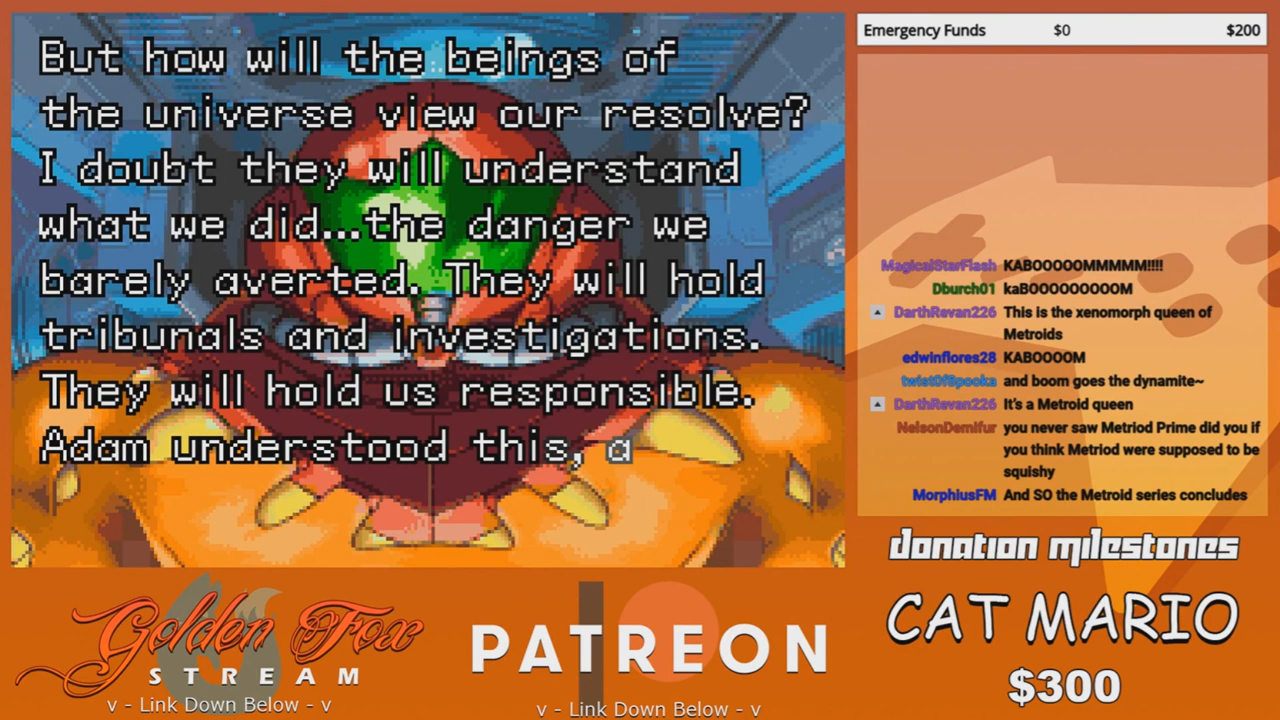 But how will the beings of
the universe view our resolve?
I doubt they will understand
what we did...the danger we
barely averted. They will hold
tribunals and investigations.
They will hold us responsible.
Adam understood this, a
Emergency Funds $0 $200
MagicalStarFlash KABOOOOOMMMMM!!!!!
Dburch01 kaBOOOOOOOOOM
DarthRevan226 This is the xenomorph queen of
Metroids
edwinflores28 KABOOOOM
twist0f8pooka and boom goes the dynamite~
DarthRevan226 It's a Metroid queen
NelsonDemifur you never saw Metriod Prime did you if
you think Metriod were supposed to be
squishy
MorphiusFM And SO the Metroid series concludes
Donation Milestones
CAT MARIO
$300
Golden Fox
STREAM
v - Link Down Below - v
PATREON
v - Link Down Below - v